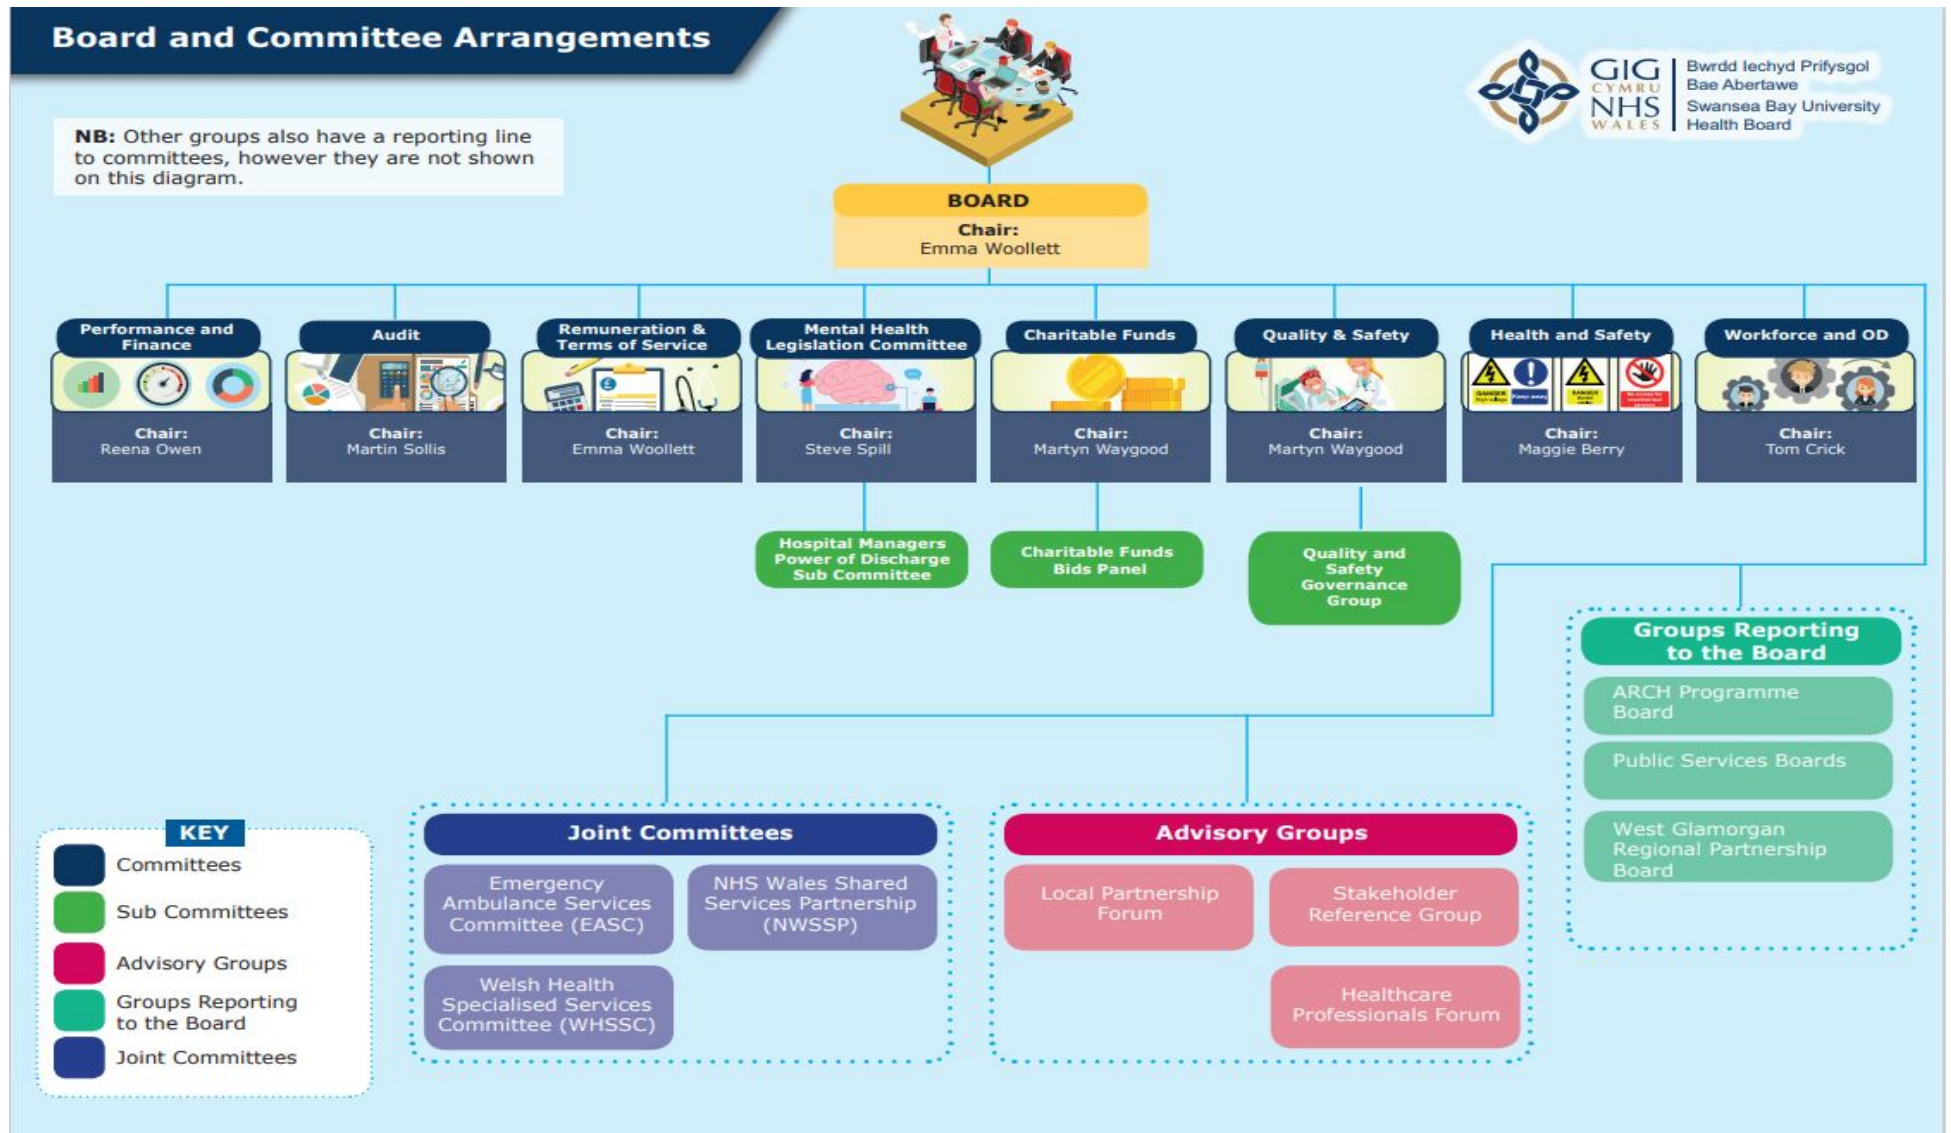 Board and Committee Arrangements
GIG
CYMRU
NHS
WALES
Bwrdd Iechyd Prifysgol
Bae Abertawe
Swansea Bay University
Health Board
NB: Other groups also have a reporting line
to committees, however they are not shown
on this diagram.
BOARD
Chair:
Emma Woollett
Performance and
Finance
Chair:
Reena Owen
Audit
Chair:
Martin Sollis
Remuneration &
Terms of Service
Chair:
Emma Woollett
Mental Health
Legislation Committee
Chair:
Steve Spill
Charitable Funds
Chair:
Martyn Waygood
Quality & Safety
Chair:
Martyn Waygood
Health and Safety
DANGER
Keep away
DANGER
Chair:
Maggie Berry
Workforce and OD
Chair:
Tom Crick
Hospital Managers
Power of Discharge
Sub Committee
Charitable Funds
Bids Panel
Quality and
Safety
Governance
Group
Groups Reporting
to the Board
ARCH Programme
Board
Public Services Boards
West Glamorgan
Regional Partnership
Board
Joint Committees
Emergency
Ambulance Services
Committee (EASC)
NHS Wales Shared
Services Partnership
(NWSSP)
Welsh Health
Specialised Services
Committee (WHSSC)
Advisory Groups
Local Partnership
Forum
Stakeholder
Reference Group
Healthcare
Professionals Forum
KEY
Committees
Sub Committees
Advisory Groups
Groups Reporting
to the Board
Joint Committees